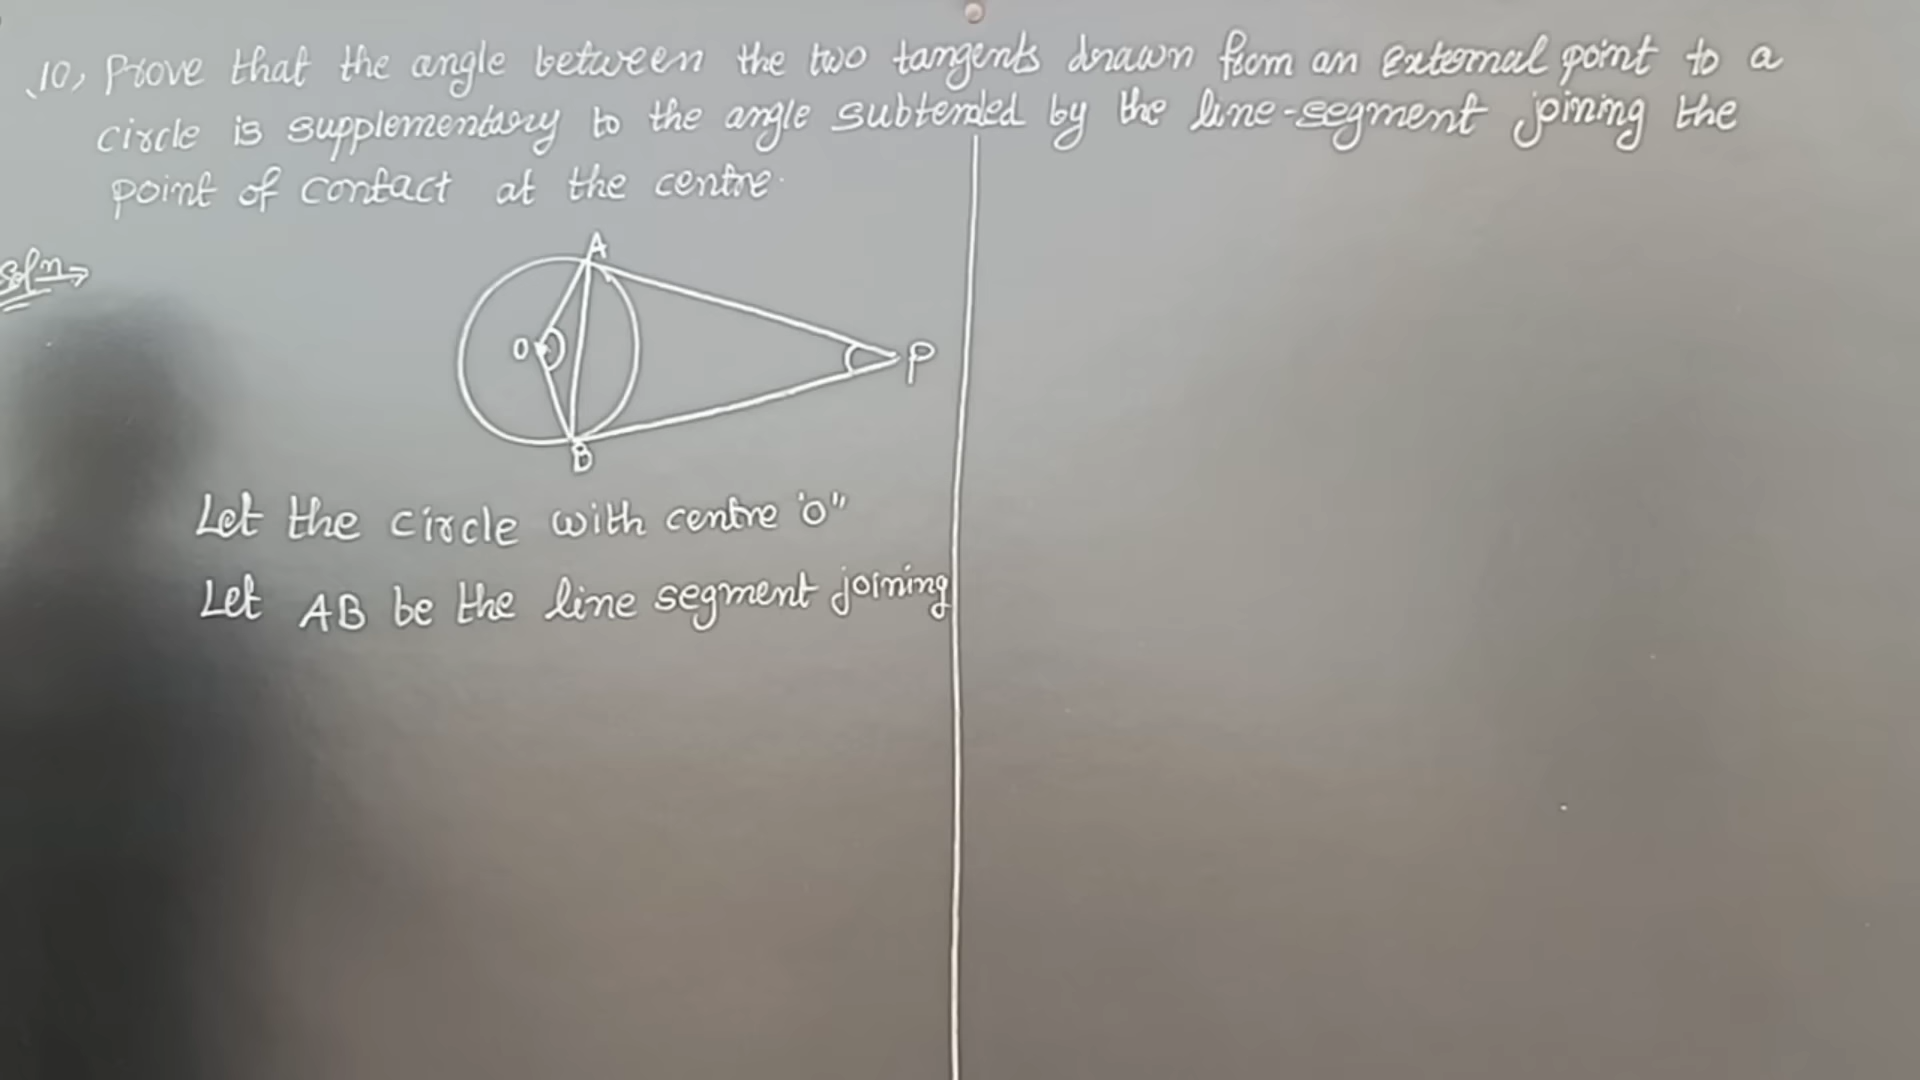 10, Prove that the angle between the two tangents drawn from an external point to a
circle is supplementary to the angle subtended by the line-segment joining the
point of contact at the centre.
Soln→
A
O
P
B
Let the circle with centre "O"
Let AB be the line segment joining